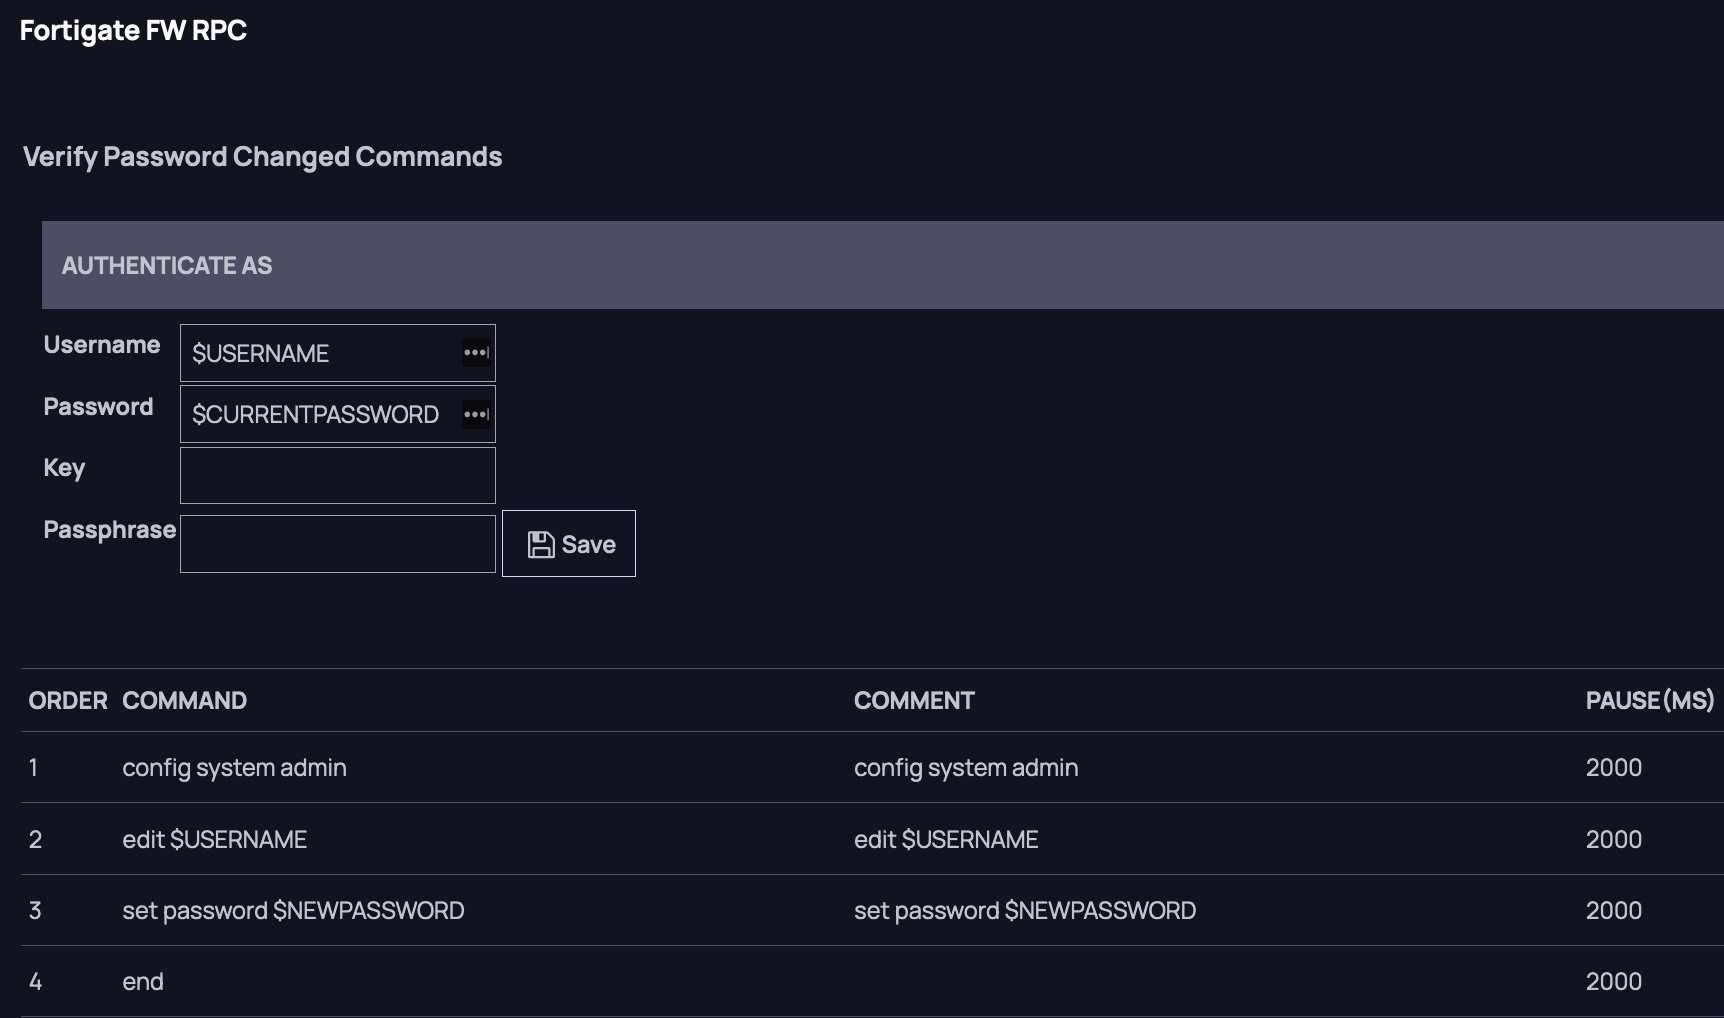 Fortigate FW RPC
Verify Password Changed Commands
AUTHENTICATE AS
Username $USERNAME
Password $CURRENTPASSWORD
Key
Passphrase Save
ORDER COMMAND COMMENT PAUSE(MS)
1 config system admin config system admin 2000
2 edit $USERNAME edit $USERNAME 2000
3 set password $NEWPASSWORD set password $NEWPASSWORD 2000
4 end 2000